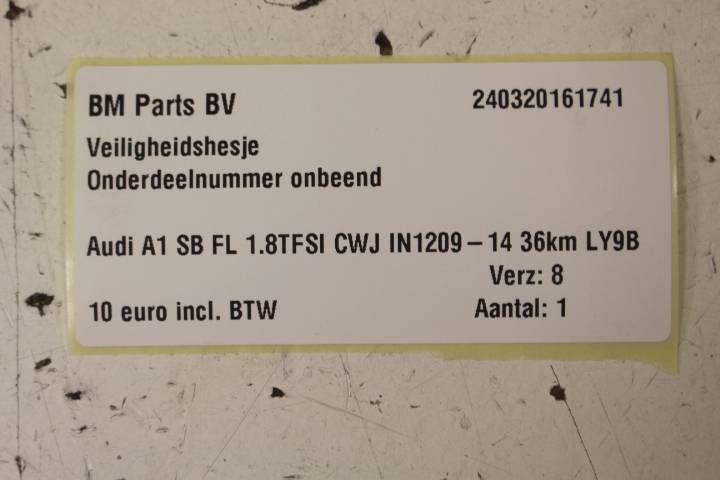 BM Parts BV 240320161741
Veiligheidshesje
Onderdeelnummer onbeend
Audi A1 SB FL 1.8TFSI CWJ IN1209 – 14 36km LY9B
Verz: 8
10 euro incl. BTW Aantal: 1